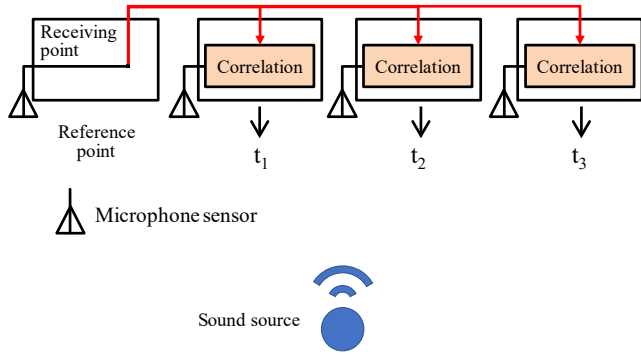 Receiving
point
Correlation
Correlation
Correlation
Reference
point
t1
t2
t3
Microphone sensor
Sound source